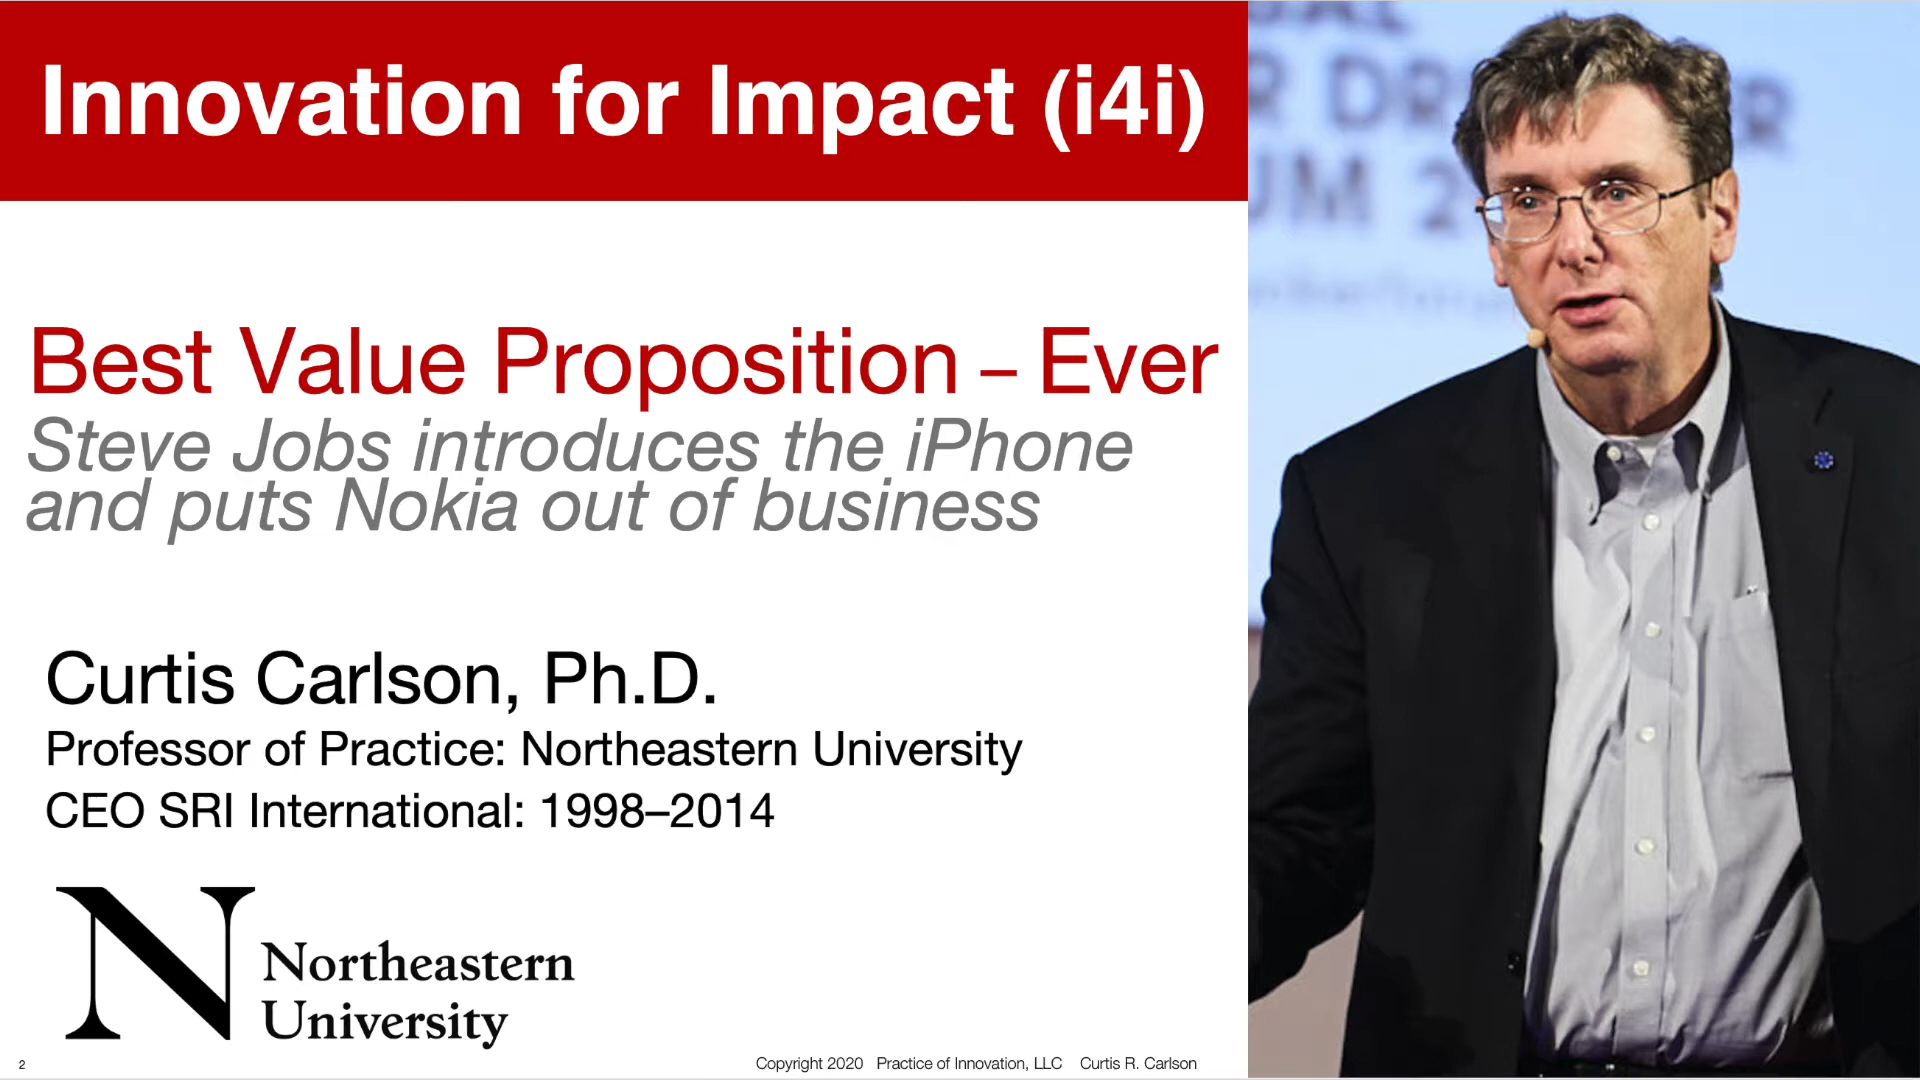 Innovation for Impact (i4i)
Best Value Proposition – Ever
Steve Jobs introduces the iPhone
and puts Nokia out of business
Curtis Carlson, Ph.D.
Professor of Practice: Northeastern University
CEO SRI International: 1998–2014
Northeastern
University
2
Copyright 2020 Practice of Innovation, LLC Curtis R. Carlson